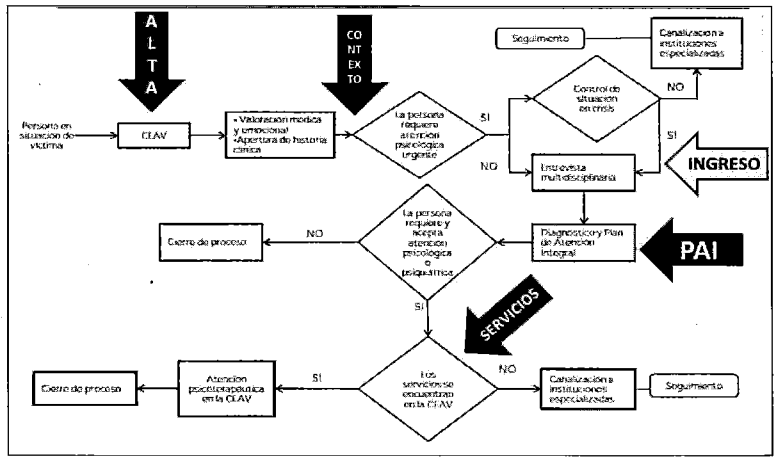 ALTA
CONTEXTO
Seguimiento
Canalización a
instituciones
especializadas
Control de
situación
en crisis
NO
SI
Persona en
situación de
víctima
CEAV
• Valoración médica
y emocional
• Apertura de historia
clínica
La persona
requiere
atención
psicológica
urgente
SI
NO
Entrevista
multidisciplinaria
INGRESO
Diagnóstico y Plan
de Atención
Integral
PAI
La persona
requiere y
acepta
atención
psicológica
o
psiquiátrica
NO
Cierre de proceso
SI
SERVICIOS
Los
servicios se
encuentran
en la CEAV
SI
Atención
psicoterapéutica
en la CEAV
Cierre de proceso
NO
Canalización a
instituciones
especializadas
Seguimiento